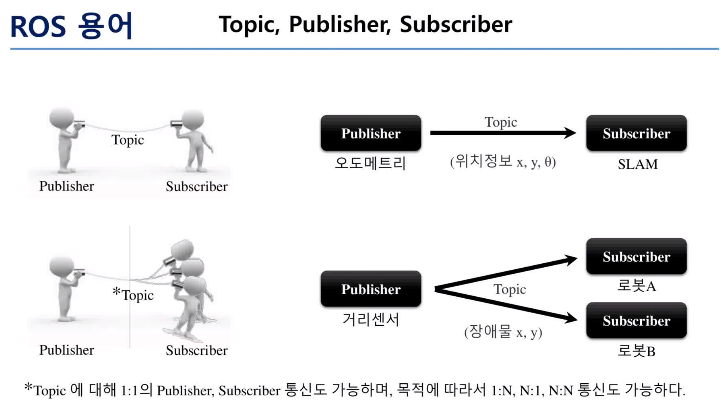 ROS 용어
Topic, Publisher, Subscriber
Topic
Publisher
Subscriber
Publisher
오도메트리
Topic
(위치정보 x, y, θ)
Subscriber
SLAM
*Topic
Publisher
Subscriber
Publisher
거리센서
Topic
(장애물 x, y)
Subscriber
로봇A
Subscriber
로봇B
*Topic 에 대해 1:1의 Publisher, Subscriber 통신도 가능하며, 목적에 따라서 1:N, N:1, N:N 통신도 가능하다.